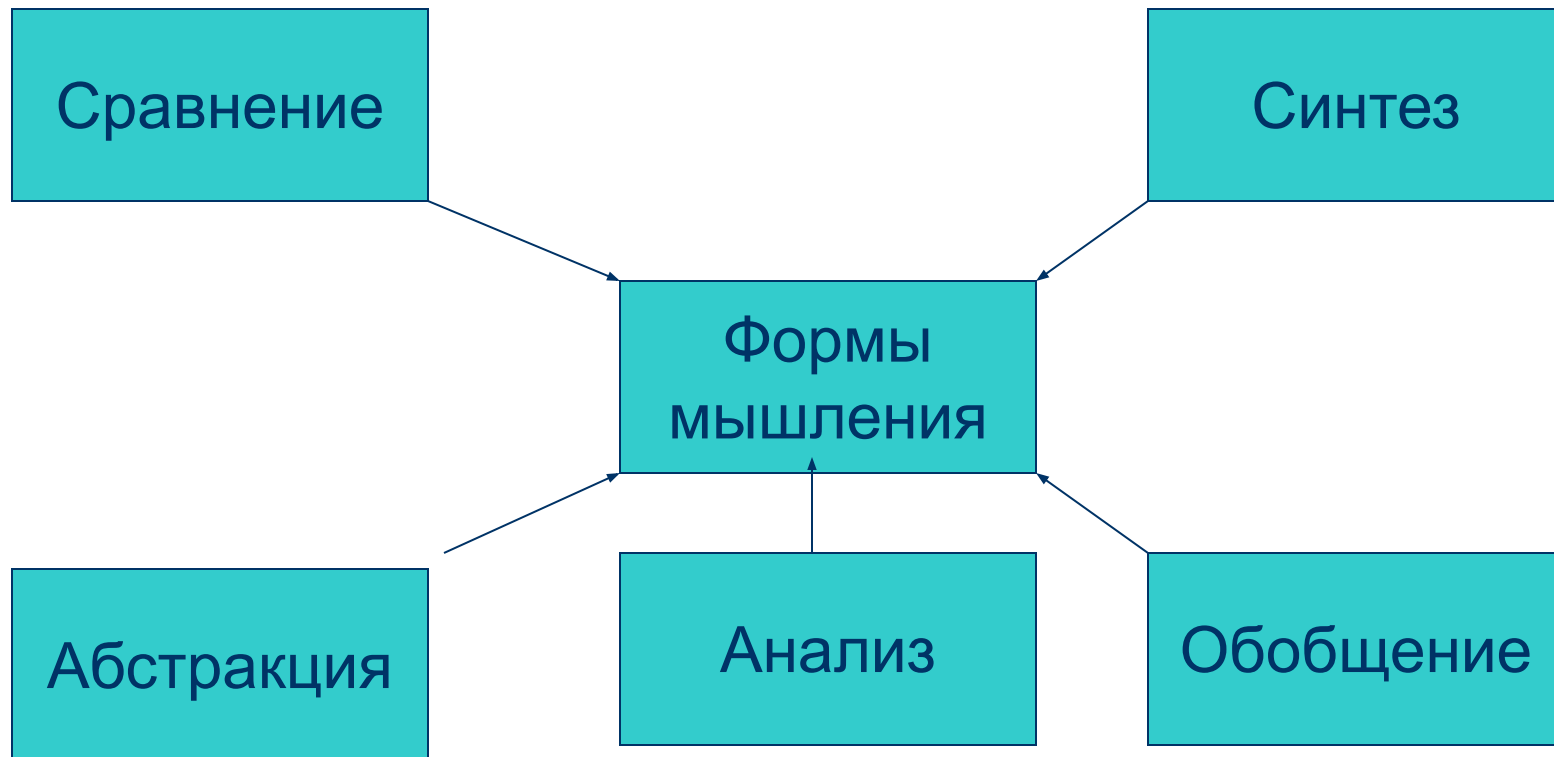 Сравнение
Синтез
Формы
мышления
Абстракция
Анализ
Обобщение